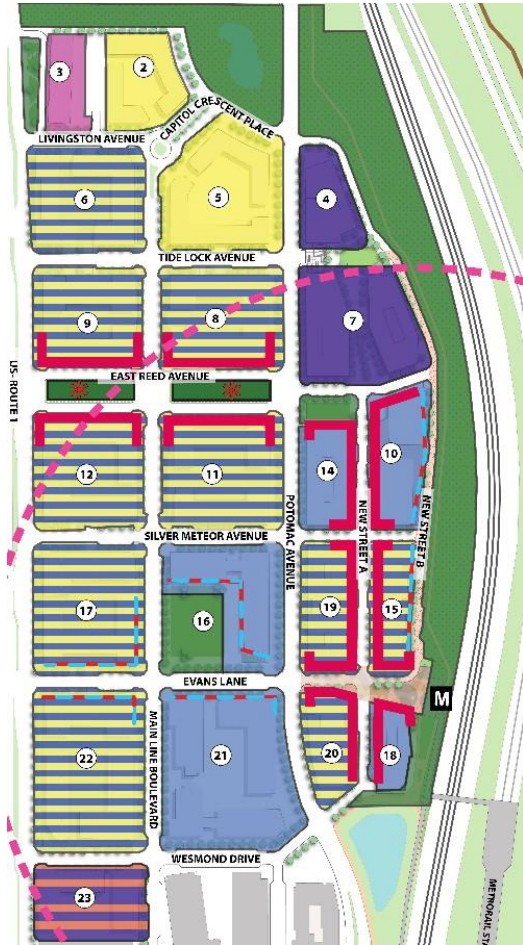 2
3
CAPITOL CRESCENT PLACE
LIVINGSTON AVENUE
6
5
4
TIDE LOCK AVENUE
9
8
7
EAST REED AVENUE
US- ROUTE 1
12
11
14
10
POTOMAC AVENUE
NEW STREET A
NEW STREET B
SILVER METEOR AVENUE
17
16
19
15
EVANS LANE
M
MAIN LINE BOULEVARD
22
21
20
18
WESMOND DRIVE
23
METRORAIL ST